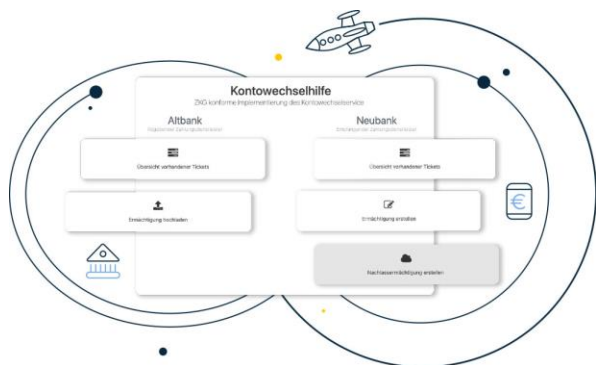 Kontowechselhilfe
ZKG konforme Implementierung des Kontowechselservice
Altbank
Neubank
Übersicht vorhandener Tickets
Übersicht vorhandener Tickets
Ermächtigung hochladen
Ermächtigung erstellen
Nachlassermächtigung erstellen
€